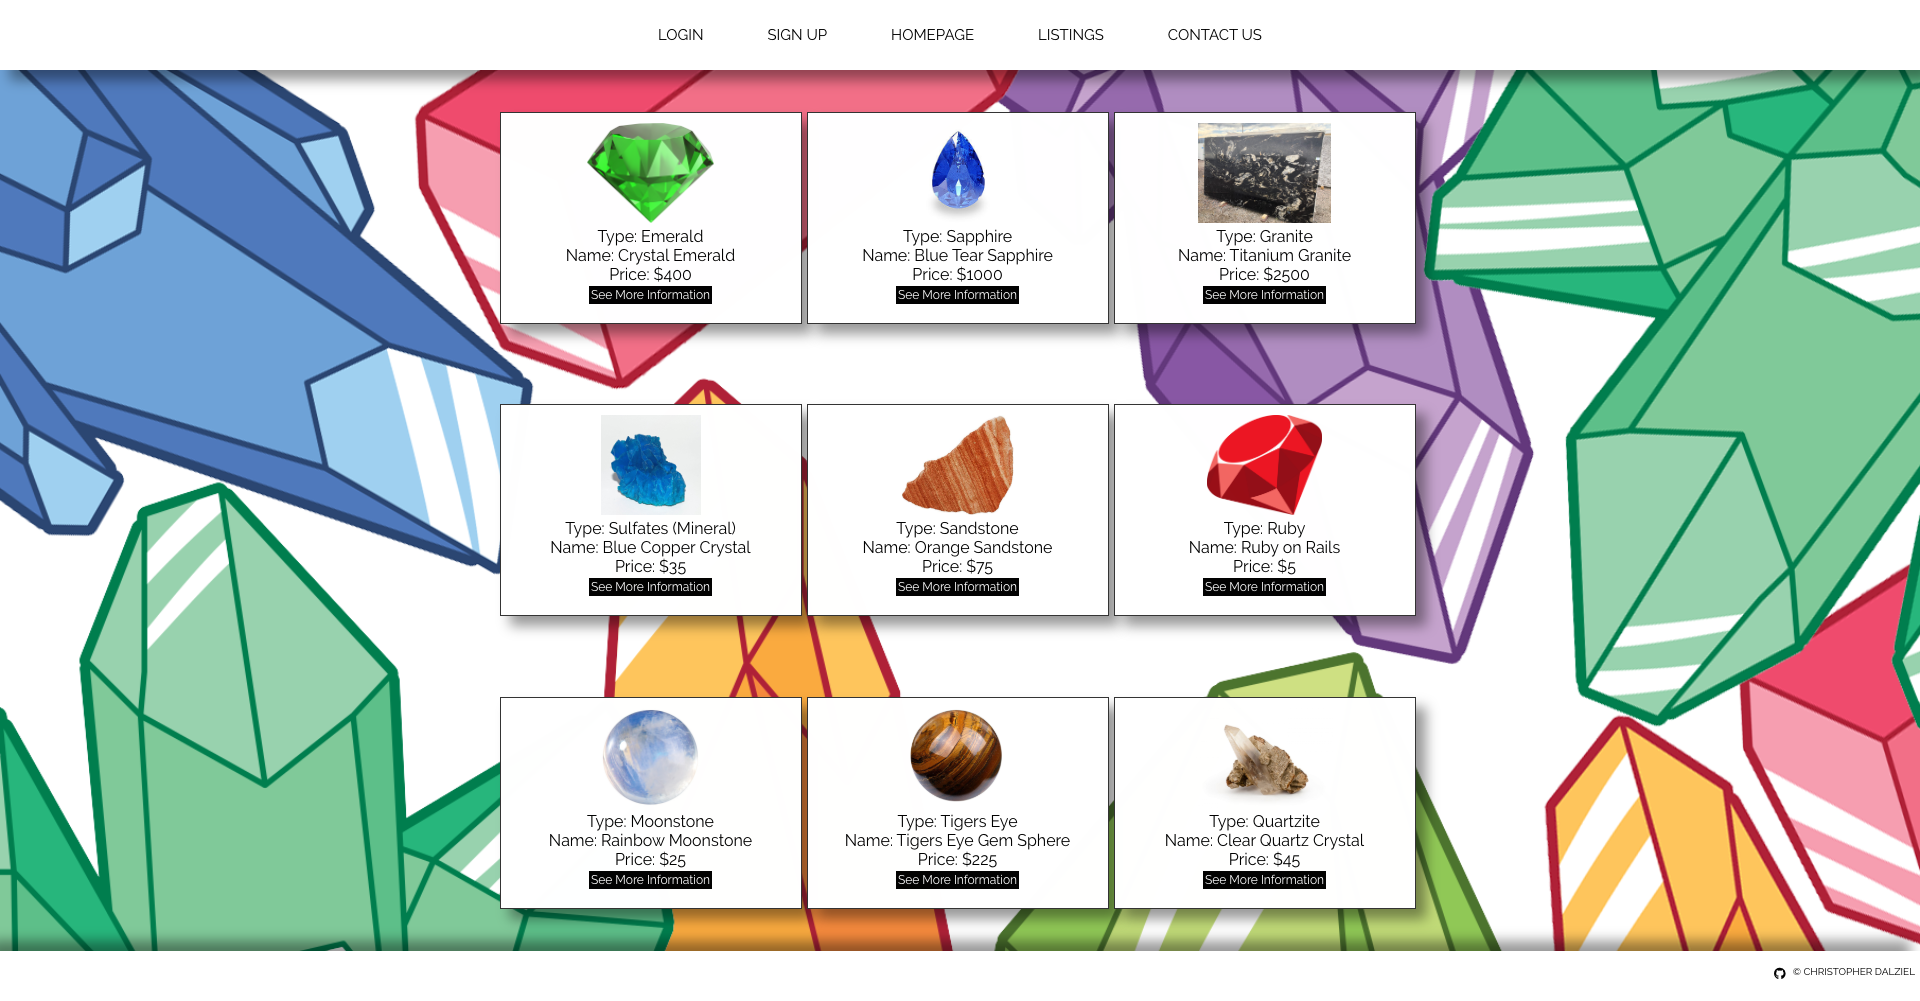 LOGIN SIGN UP HOMEPAGE LISTINGS CONTACT US
Type: Emerald
Name: Crystal Emerald
Price: $400
See More Information
Type: Sapphire
Name: Blue Tear Sapphire
Price: $1000
See More Information
Type: Granite
Name: Titanium Granite
Price: $2500
See More Information
Type: Sulfates (Mineral)
Name: Blue Copper Crystal
Price: $35
See More Information
Type: Sandstone
Name: Orange Sandstone
Price: $75
See More Information
Type: Ruby
Name: Ruby on Rails
Price: $5
See More Information
Type: Moonstone
Name: Rainbow Moonstone
Price: $25
See More Information
Type: Tigers Eye
Name: Tigers Eye Gem Sphere
Price: $225
See More Information
Type: Quartzite
Name: Clear Quartz Crystal
Price: $45
See More Information
© CHRISTOPHER DALZIEL